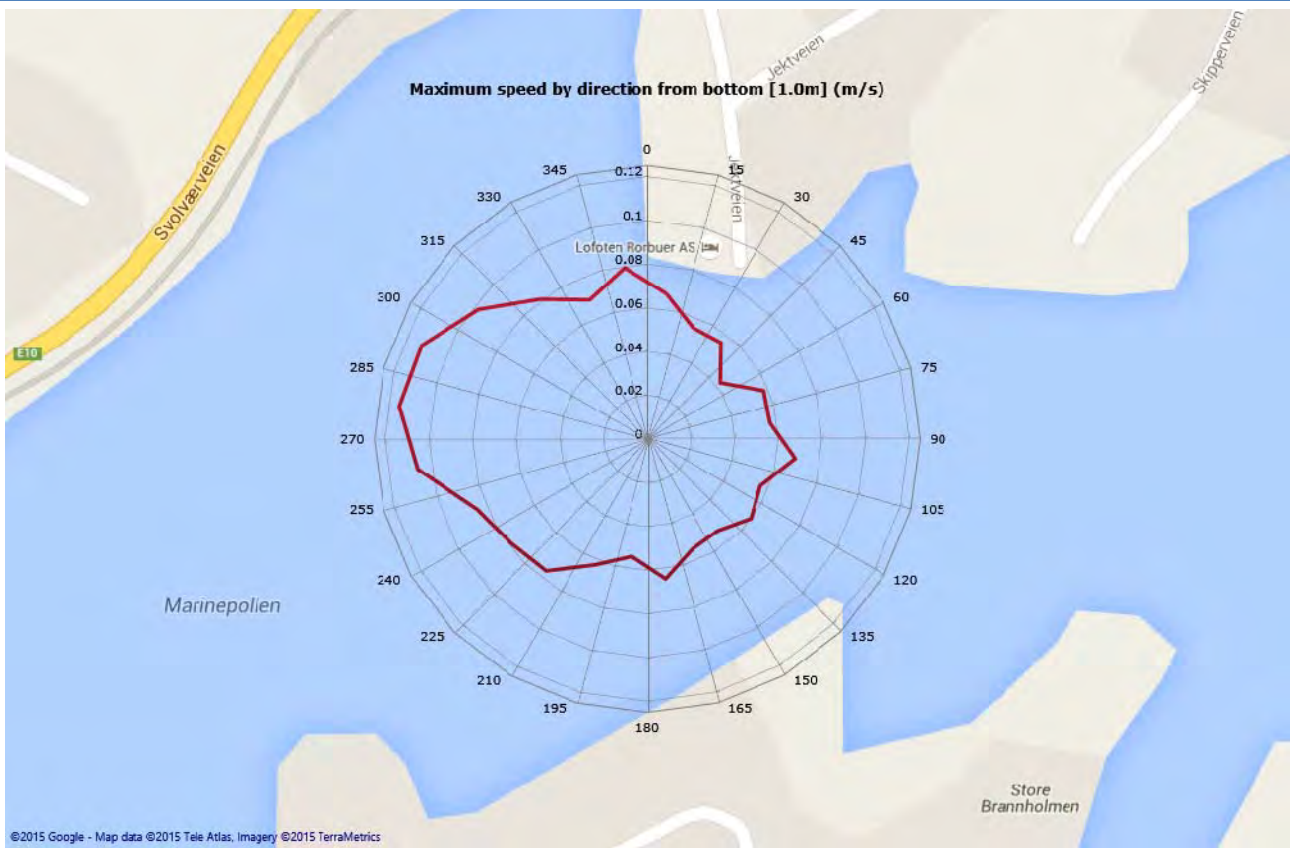 Jektveien
Skipperveien
Maximum speed by direction from bottom [1.0m] (m/s)
Svolværveien
Jektveien
0
345
0.12
15
330
30
315
0.1
45
Lofoten Rorbuer AS
0.08
300
60
0.06
E10
285
0.04
75
0.02
270
0
90
255
105
240
120
Marinepollen
225
135
210
150
195
165
180
Store
Brannholmen
©2015 Google - Map data ©2015 Tele Atlas, Imagery ©2015 TerraMetrics